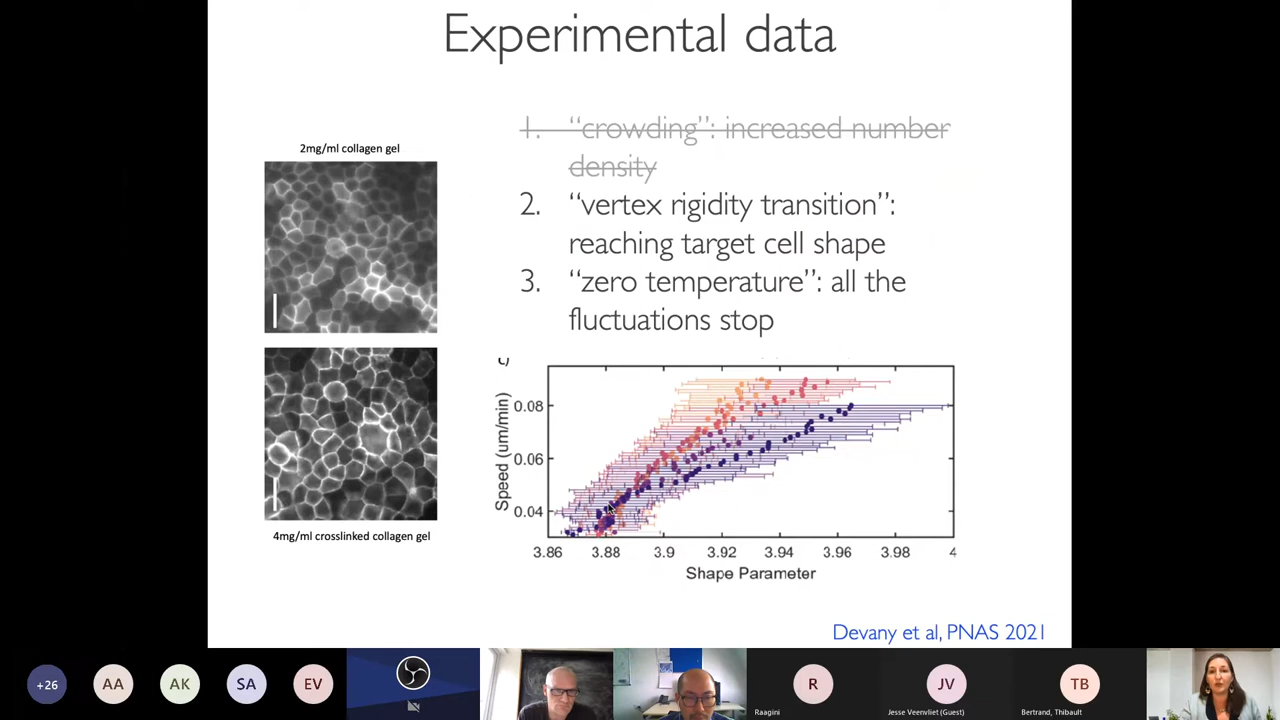 Experimental data
2mg/ml collagen gel
4mg/ml crosslinked collagen gel
1. “crowding”: increased number
density
2. “vertex rigidity transition”:
reaching target cell shape
3. “zero temperature”: all the
fluctuations stop
c)
Speed (um/min)
0.08
0.06
0.04
3.86 3.88 3.9 3.92 3.94 3.96 3.98 4
Shape Parameter
Devany et al, PNAS 2021
+26 AA AK SA EV R JV TB
Raagini Jesse Veenvliet (Guest) Bertrand, Thibault